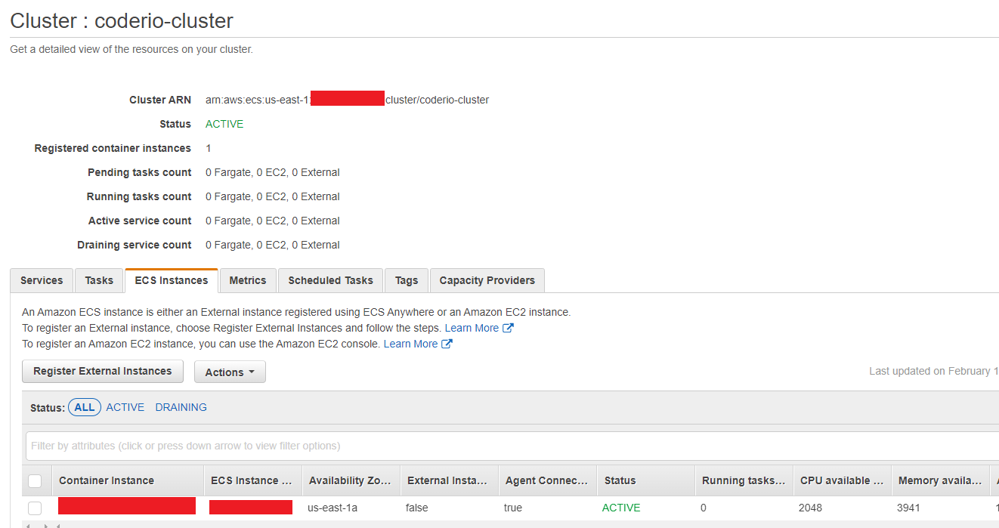 Cluster : coderio-cluster
Get a detailed view of the resources on your cluster.
Cluster ARN arn:aws:ecs:us-east-1: cluster/coderio-cluster
Status ACTIVE
Registered container instances 1
Pending tasks count 0 Fargate, 0 EC2, 0 External
Running tasks count 0 Fargate, 0 EC2, 0 External
Active service count 0 Fargate, 0 EC2, 0 External
Draining service count 0 Fargate, 0 EC2, 0 External
Services Tasks ECS Instances Metrics Scheduled Tasks Tags Capacity Providers
An Amazon ECS instance is either an External instance registered using ECS Anywhere or an Amazon EC2 instance.
To register an External instance, choose Register External Instances and follow the steps. Learn More
To register an Amazon EC2 instance, you can use the Amazon EC2 console. Learn More
Register External Instances Actions Last updated on February 1
Status: ALL ACTIVE DRAINING
Filter by attributes (click or press down arrow to view filter options)
Container Instance ECS Instance ... Availability Zo... External Insta... Agent Connec... Status Running tasks... CPU available ... Memory availa...
us-east-1a false true ACTIVE 0 2048 3941